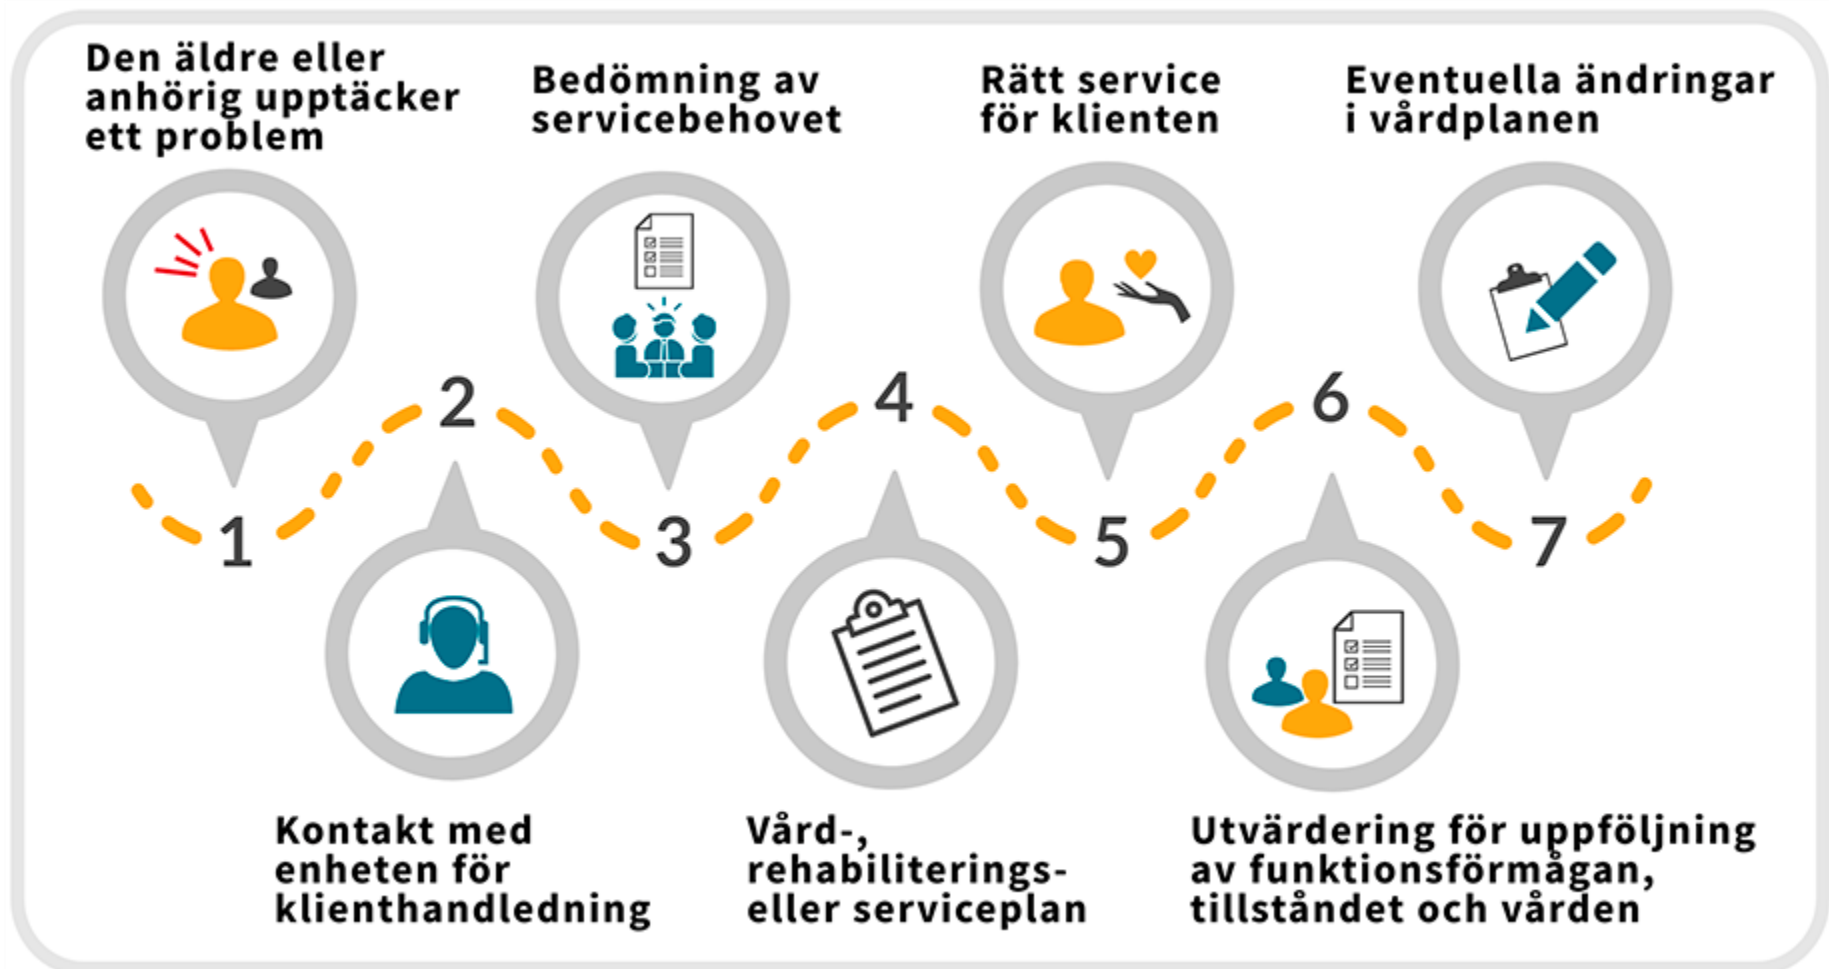 Den äldre eller
anhörig upptäcker
ett problem
1
2
Kontakt med
enheten för
klienthandledning
Bedömning av
servicebehovet
3
4
Vård-,
rehabiliterings-
eller serviceplan
Rätt service
för klienten
5
6
Utvärdering för uppföljning
av funktionsförmågan,
tillståndet och vården
Eventuella ändringar
i vårdplanen
7